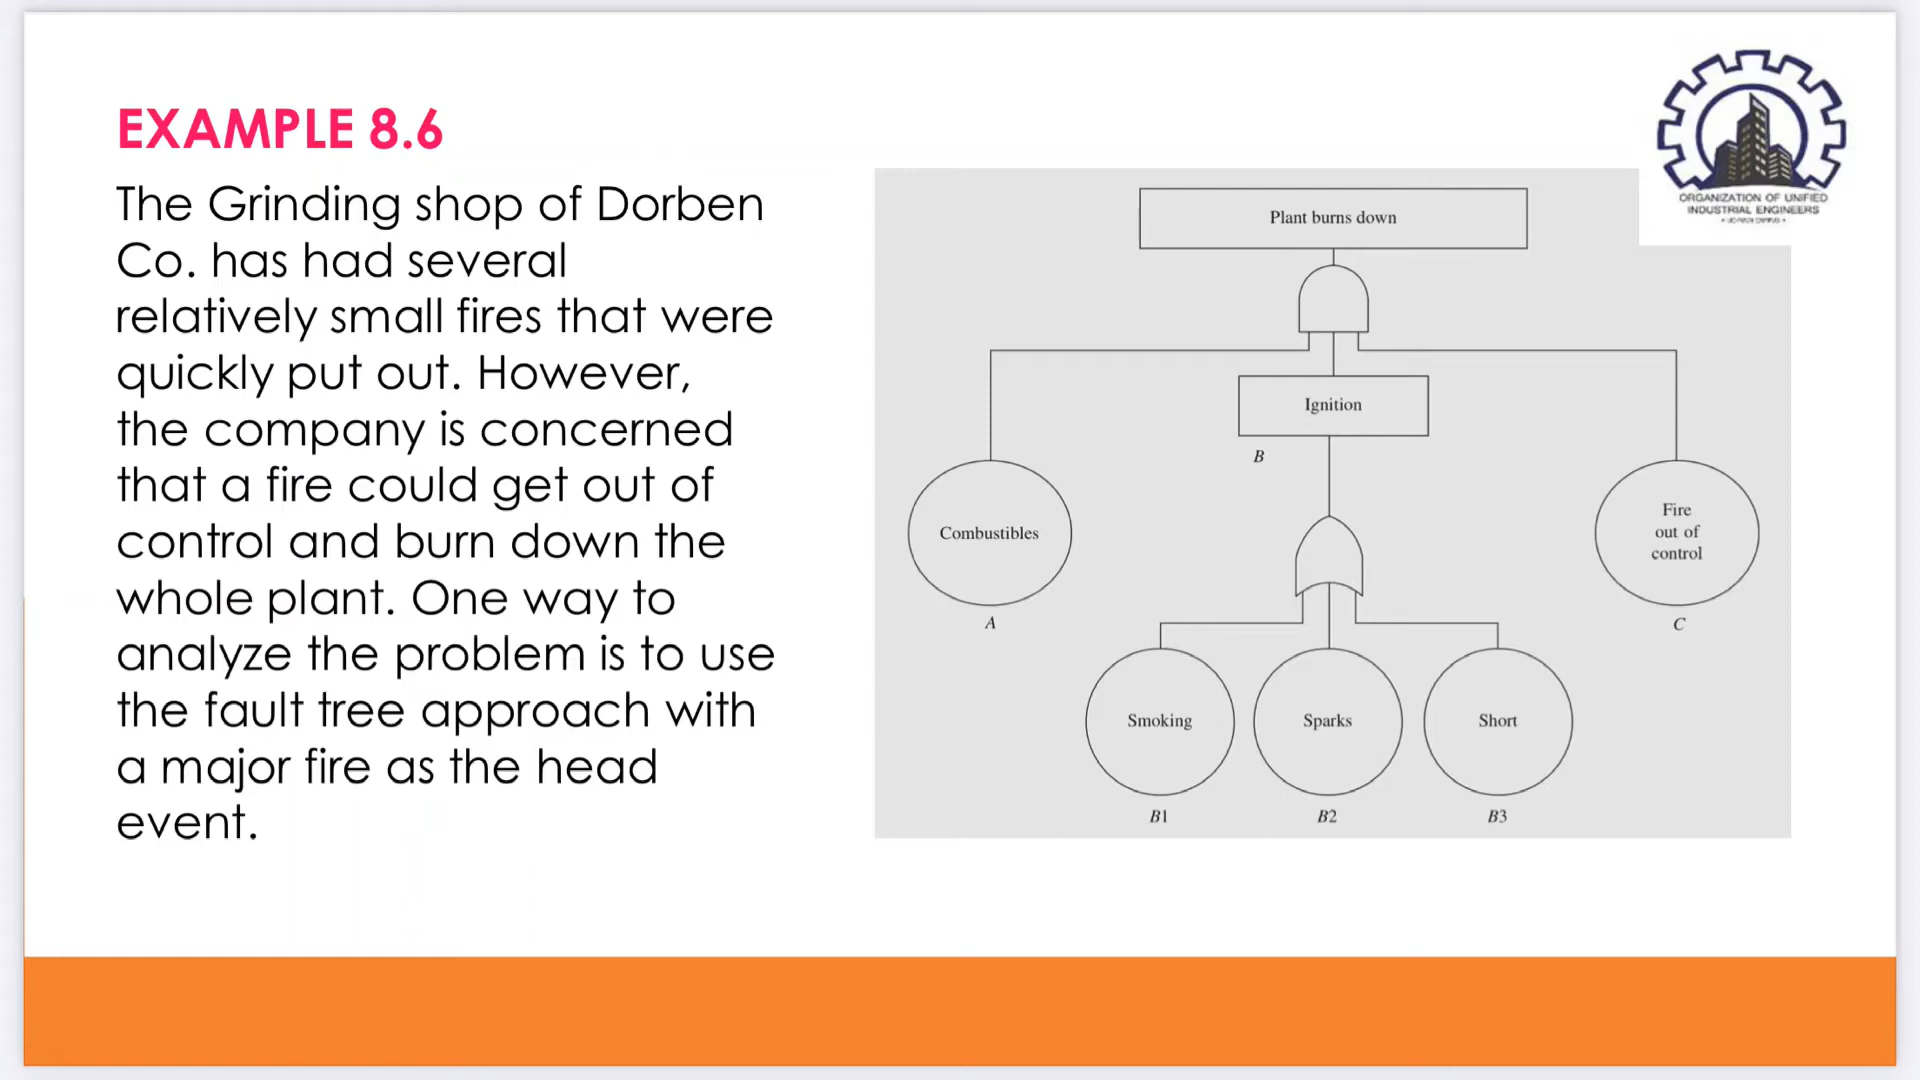 EXAMPLE 8.6
The Grinding shop of Dorben
Co. has had several
relatively small fires that were
quickly put out. However,
the company is concerned
that a fire could get out of
control and burn down the
whole plant. One way to
analyze the problem is to use
the fault tree approach with
a major fire as the head
event.
ORGANIZATION OF UNIFIED
INDUSTRIAL ENGINEERS
Plant burns down
Ignition
B
Combustibles
A
Fire
out of
control
C
Smoking
Sparks
Short
B1
B2
B3